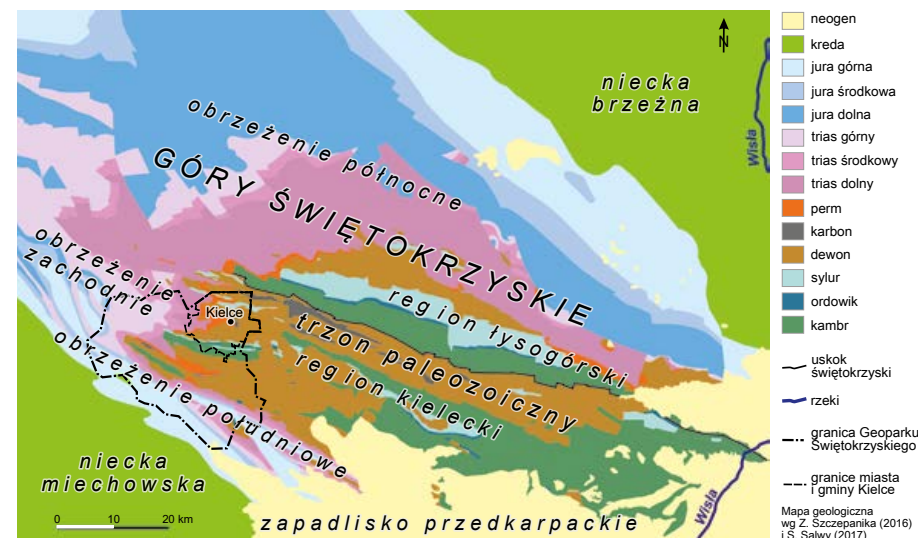 N
niecka
brzeżna
Wisła
obrzeżenie północne
GÓRY ŚWIĘTOKRZYSKIE
obrzeżenie
zachodnie
Kielce
region łysogórski
trzon paleozoiczny
region kielecki
obrzeżenie południowe
niecka
miechowska
0 10 20 km
zapadlisko przedkarpackie
Wisła
neogen
kreda
jura górna
jura środkowa
jura dolna
trias górny
trias środkowy
trias dolny
perm
karbon
dewon
sylur
ordowik
kambr
uskok
świętokrzyski
rzeki
granica Geoparku
Świętokrzyskiego
granice miasta
i gminy Kielce
Mapa geologiczna
wg Z. Szczepanika (2016)
i S. Salwy (2017)